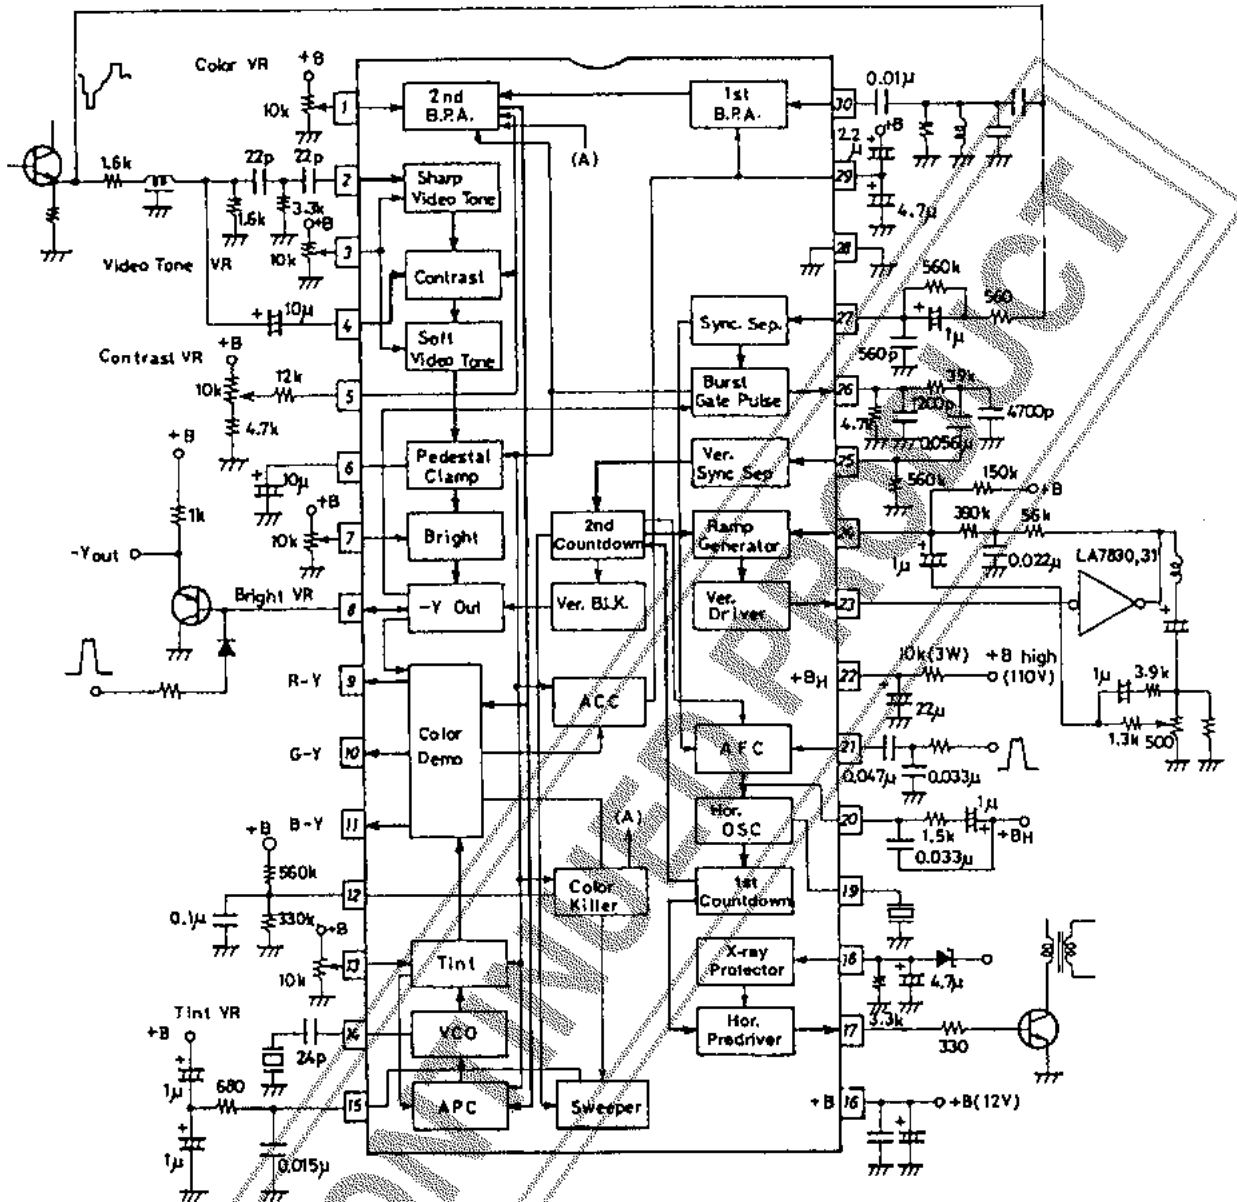 Color VR
+B
10k
1
2nd
B.P.A.
1st
B.P.A.
30
0.01μ
+B
2.2
μ
(A)
29
4.7μ
1.6k
22p
22p
2
Sharp
Video Tone
1.6k
3.3k
+B
10k
3
28
Video Tone VR
Contrast
560k
560
27
1μ
10μ
4
Sync. Sep.
Soft
Video Tone
560p
Contrast VR
+B
10k
12k
5
4.7k
Burst
Gate Pulse
26
39k
1200p
4700p
4.7k
0.056μ
+B
6
10μ
Pedestal
Clamp
Ver.
Sync Sep
25
560k
150k
+B
1k
10k
7
Bright
2nd
Countdown
Ramp
Generator
24
390k
56k
1μ
0.022μ
LA7830,31
-Yout
Bright VR
8
-Y Out
Ver. B.L.K.
Ver.
Driver
23
10k(3W)
+B high
(110V)
+BH
22
22μ
1μ
3.9k
1.3k
500
R-Y
9
ACC
Color
Demo
G-Y
10
AFC
21
0.047μ
0.033μ
B-Y
11
(A)
Hor.
OSC
20
1μ
1.5k
+BH
0.033μ
+B
560k
12
Color
Killer
1st
Countdown
19
0.1μ
330k
+B
10k
13
Tint
X-ray
Protector
18
4.7μ
3.3k
Tint VR
14
24p
VCO
Hor.
Predriver
17
330
+B
1μ
680
15
APC
Sweeper
+B
16
+B(12V)
1μ
0.015μ
PRODUCT